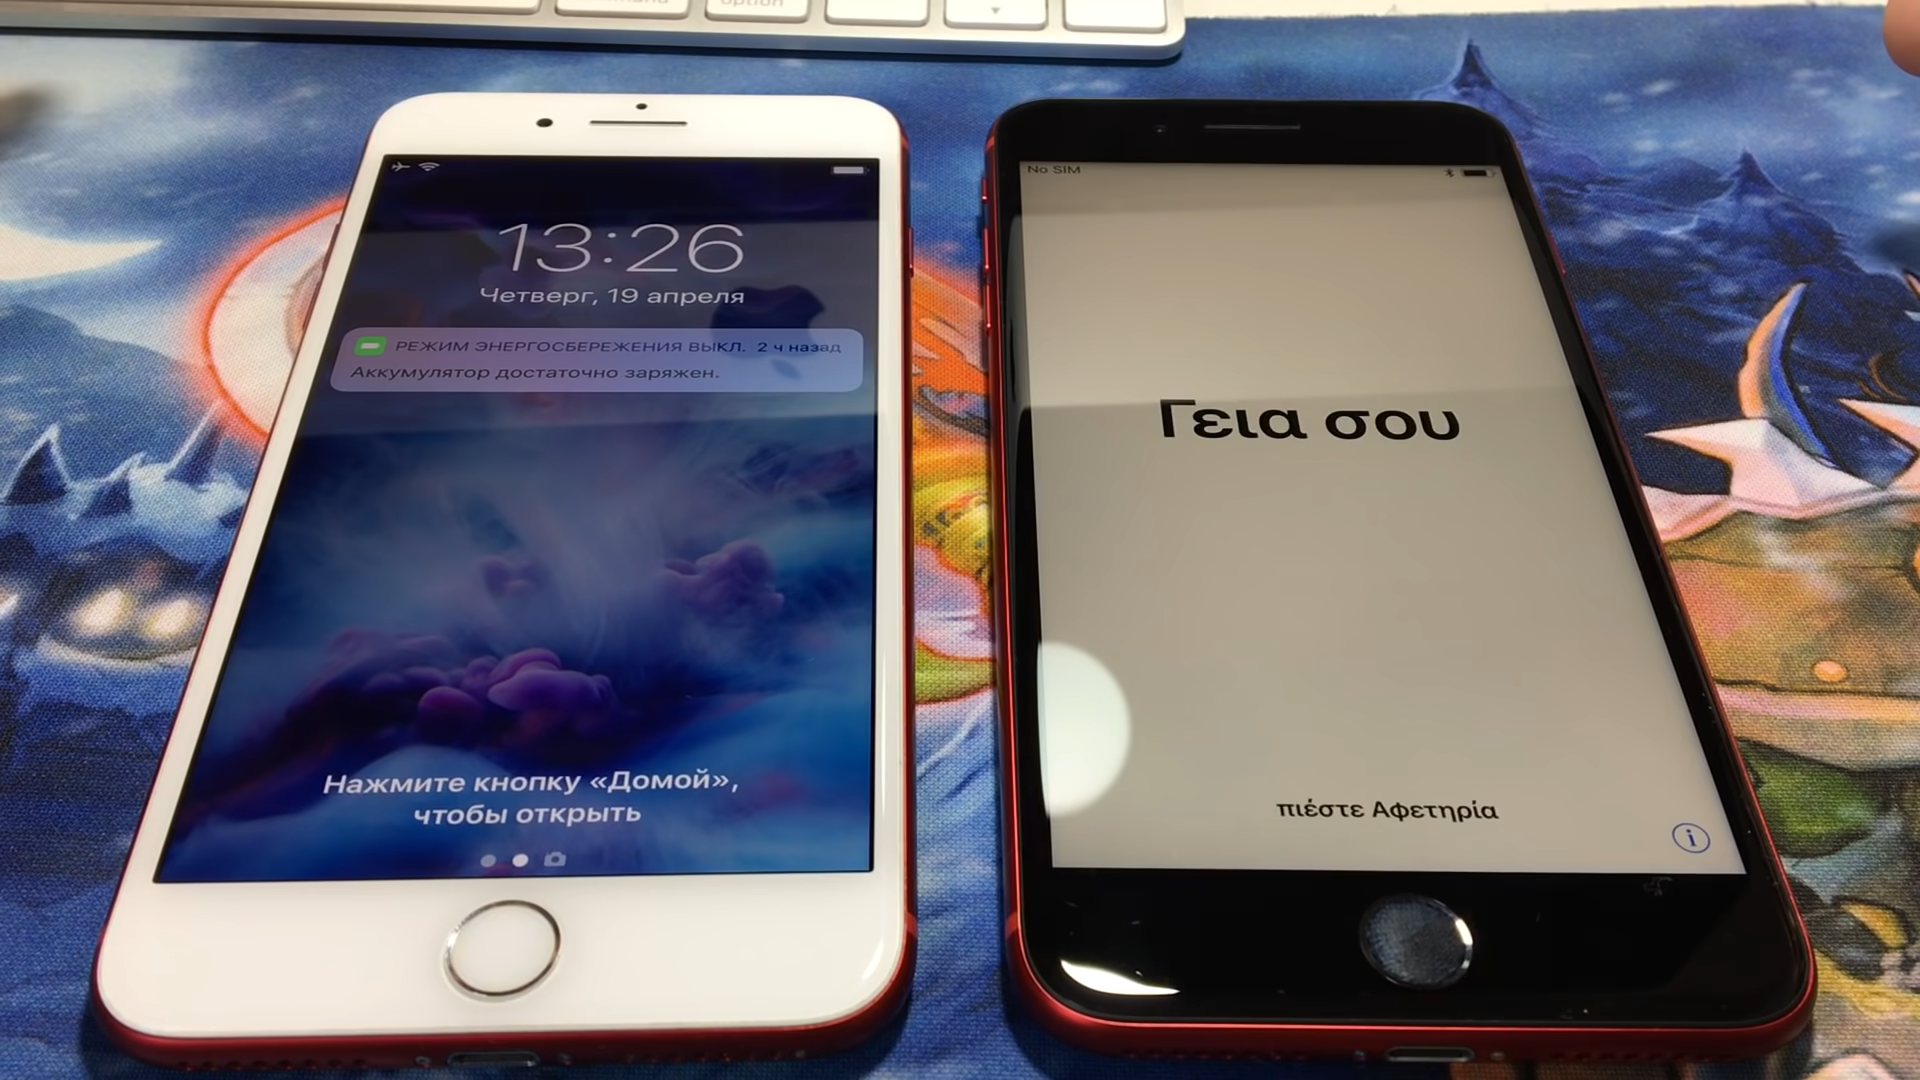 option
13:26
Четверг, 19 апреля
РЕЖИМ ЭНЕРГОСБЕРЕЖЕНИЯ ВЫКЛ. 2 ч назад
Аккумулятор достаточно заряжен.
Нажмите кнопку «Домой»,
чтобы открыть
No SIM
Γεια σου
πιέστε Αφετηρία